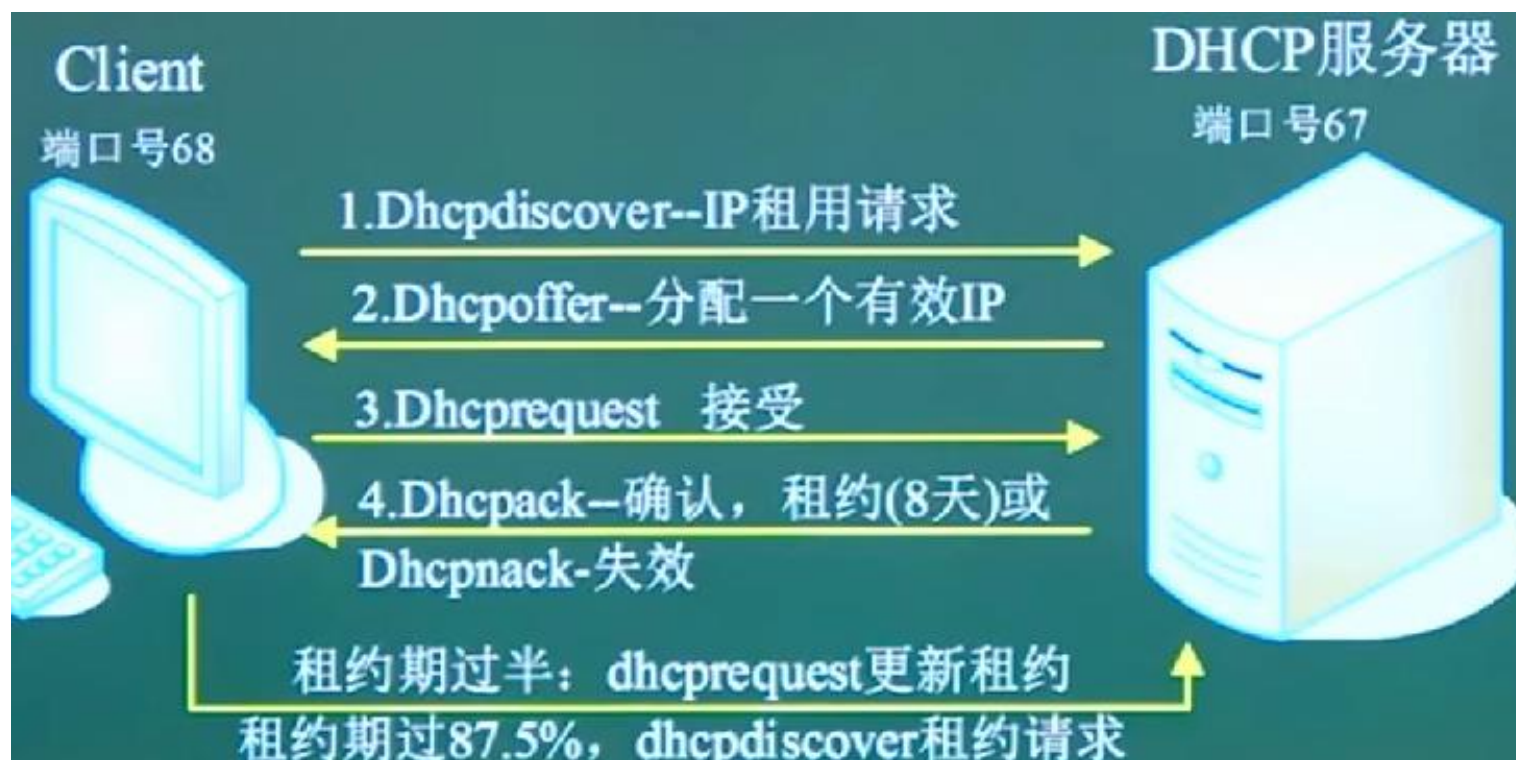 Client
DHCP服务器
端口号68
端口号67
1.Dhcpdiscover--IP租用请求
2.Dhcpoffer--分配一个有效IP
3.Dhcprequest 接受
4.Dhcpack--确认，租约(8天)或
Dhcpnack-失效
租约期过半：dhcprequest更新租约
租约期过87.5%，dhcpdiscover租约请求